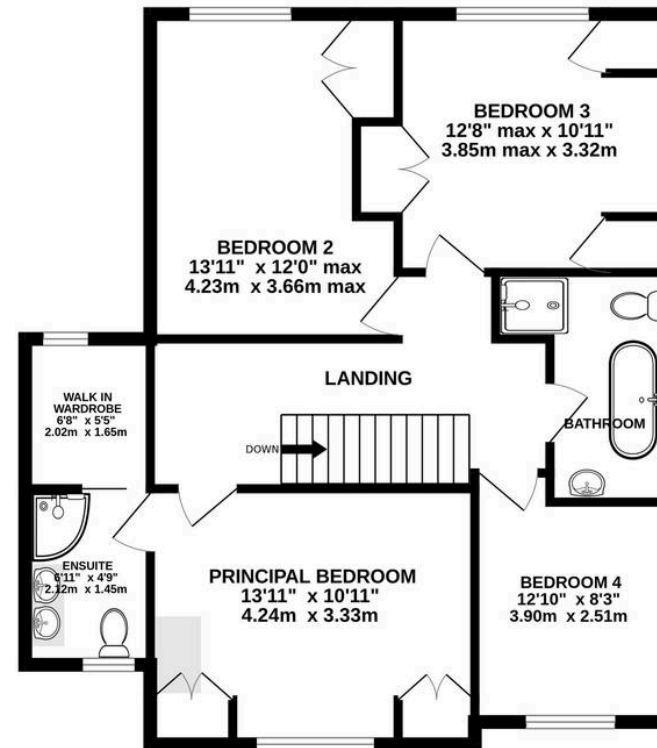 BEDROOM 3
12'8" max x 10'11"
3.85m max x 3.32m
BEDROOM 2
13'11" x 12'0" max
4.23m x 3.66m max
LANDING
WALK IN
WARDROBE
6'8" x 5'5"
2.02m x 1.65m
BATHROOM
DOWN
ENSUITE
6'11" x 4'9"
2.12m x 1.45m
PRINCIPAL BEDROOM
13'11" x 10'11"
4.24m x 3.33m
BEDROOM 4
12'10" x 8'3"
3.90m x 2.51m